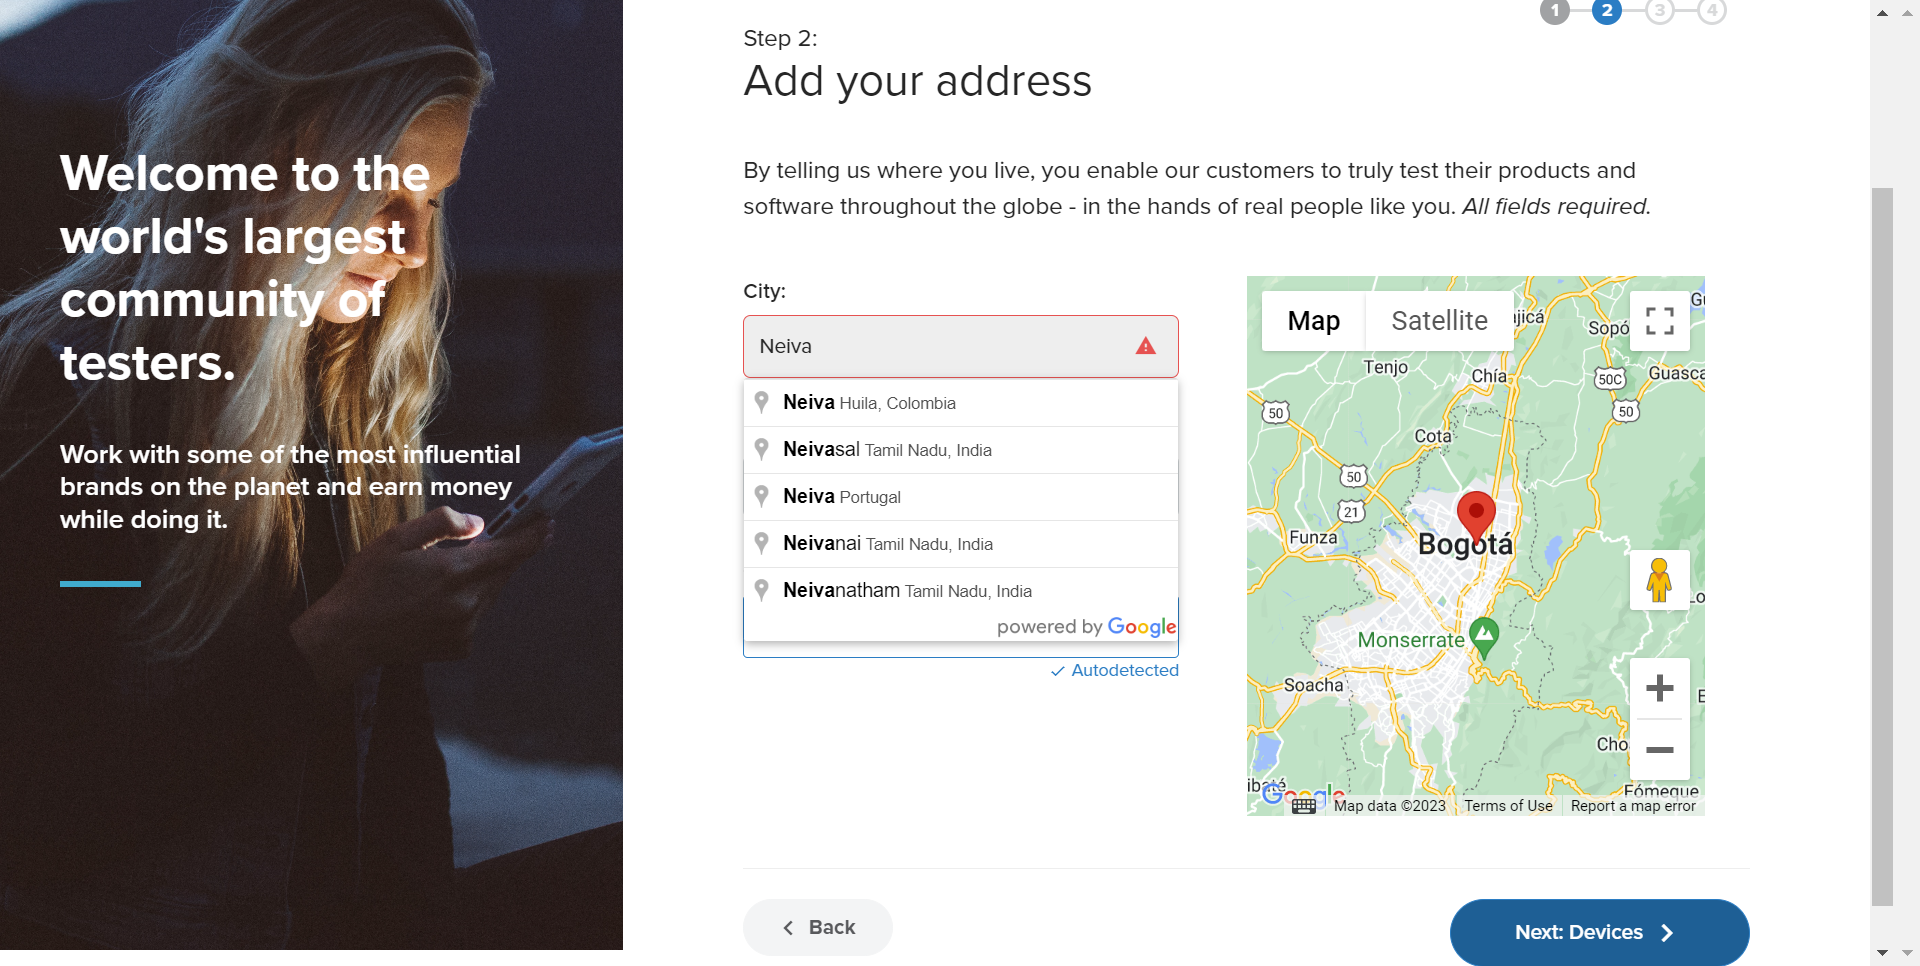 Welcome to the
world's largest
community of
testers.
Work with some of the most influential
brands on the planet and earn money
while doing it.
1 2 3 4
Step 2:
Add your address
By telling us where you live, you enable our customers to truly test their products and
software throughout the globe - in the hands of real people like you. All fields required.
City:
Neiva
Neiva Huila, Colombia
Neivasal Tamil Nadu, India
Neiva Portugal
Neivanai Tamil Nadu, India
Neivanatham Tamil Nadu, India
powered by Google
Autodetected
Map Satellite
Sopó
Tenjo
Chía
50C
Guasca
50
50
Cota
50
21
Funza
Bogotá
Monserrate
Soacha
Google
Map data ©2023
Terms of Use
Report a map error
Fómeque
Back
Next: Devices